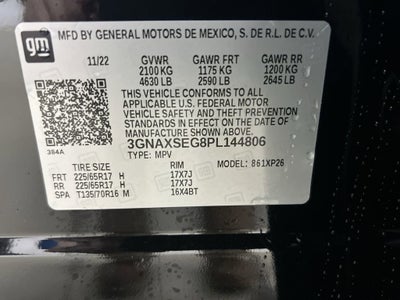 gm
MFD BY GENERAL MOTORS DE MEXICO, S. DE R.L. DE C.V.
11/22 GVWR GAWR FRT GAWR RR
2100 KG 1175 KG 1200 KG
4630 LB 2590 LB 2645 LB
THIS VEHICLE CONFORMS TO ALL
APPLICABLE U.S. FEDERAL MOTOR
VEHICLE SAFETY AND THEFT PREVENTION
STANDARDS IN EFFECT ON THE DATE OF
MANUFACTURE SHOWN ABOVE.
3GNAXSEG8PL144806
384A
TYPE: MPV MODEL: 861XP26
TIRE SIZE RIM
FRT 225/65R17 H 17X7J
RR 225/65R17 H 17X7J
SPA T135/70R16 M 16X4BT